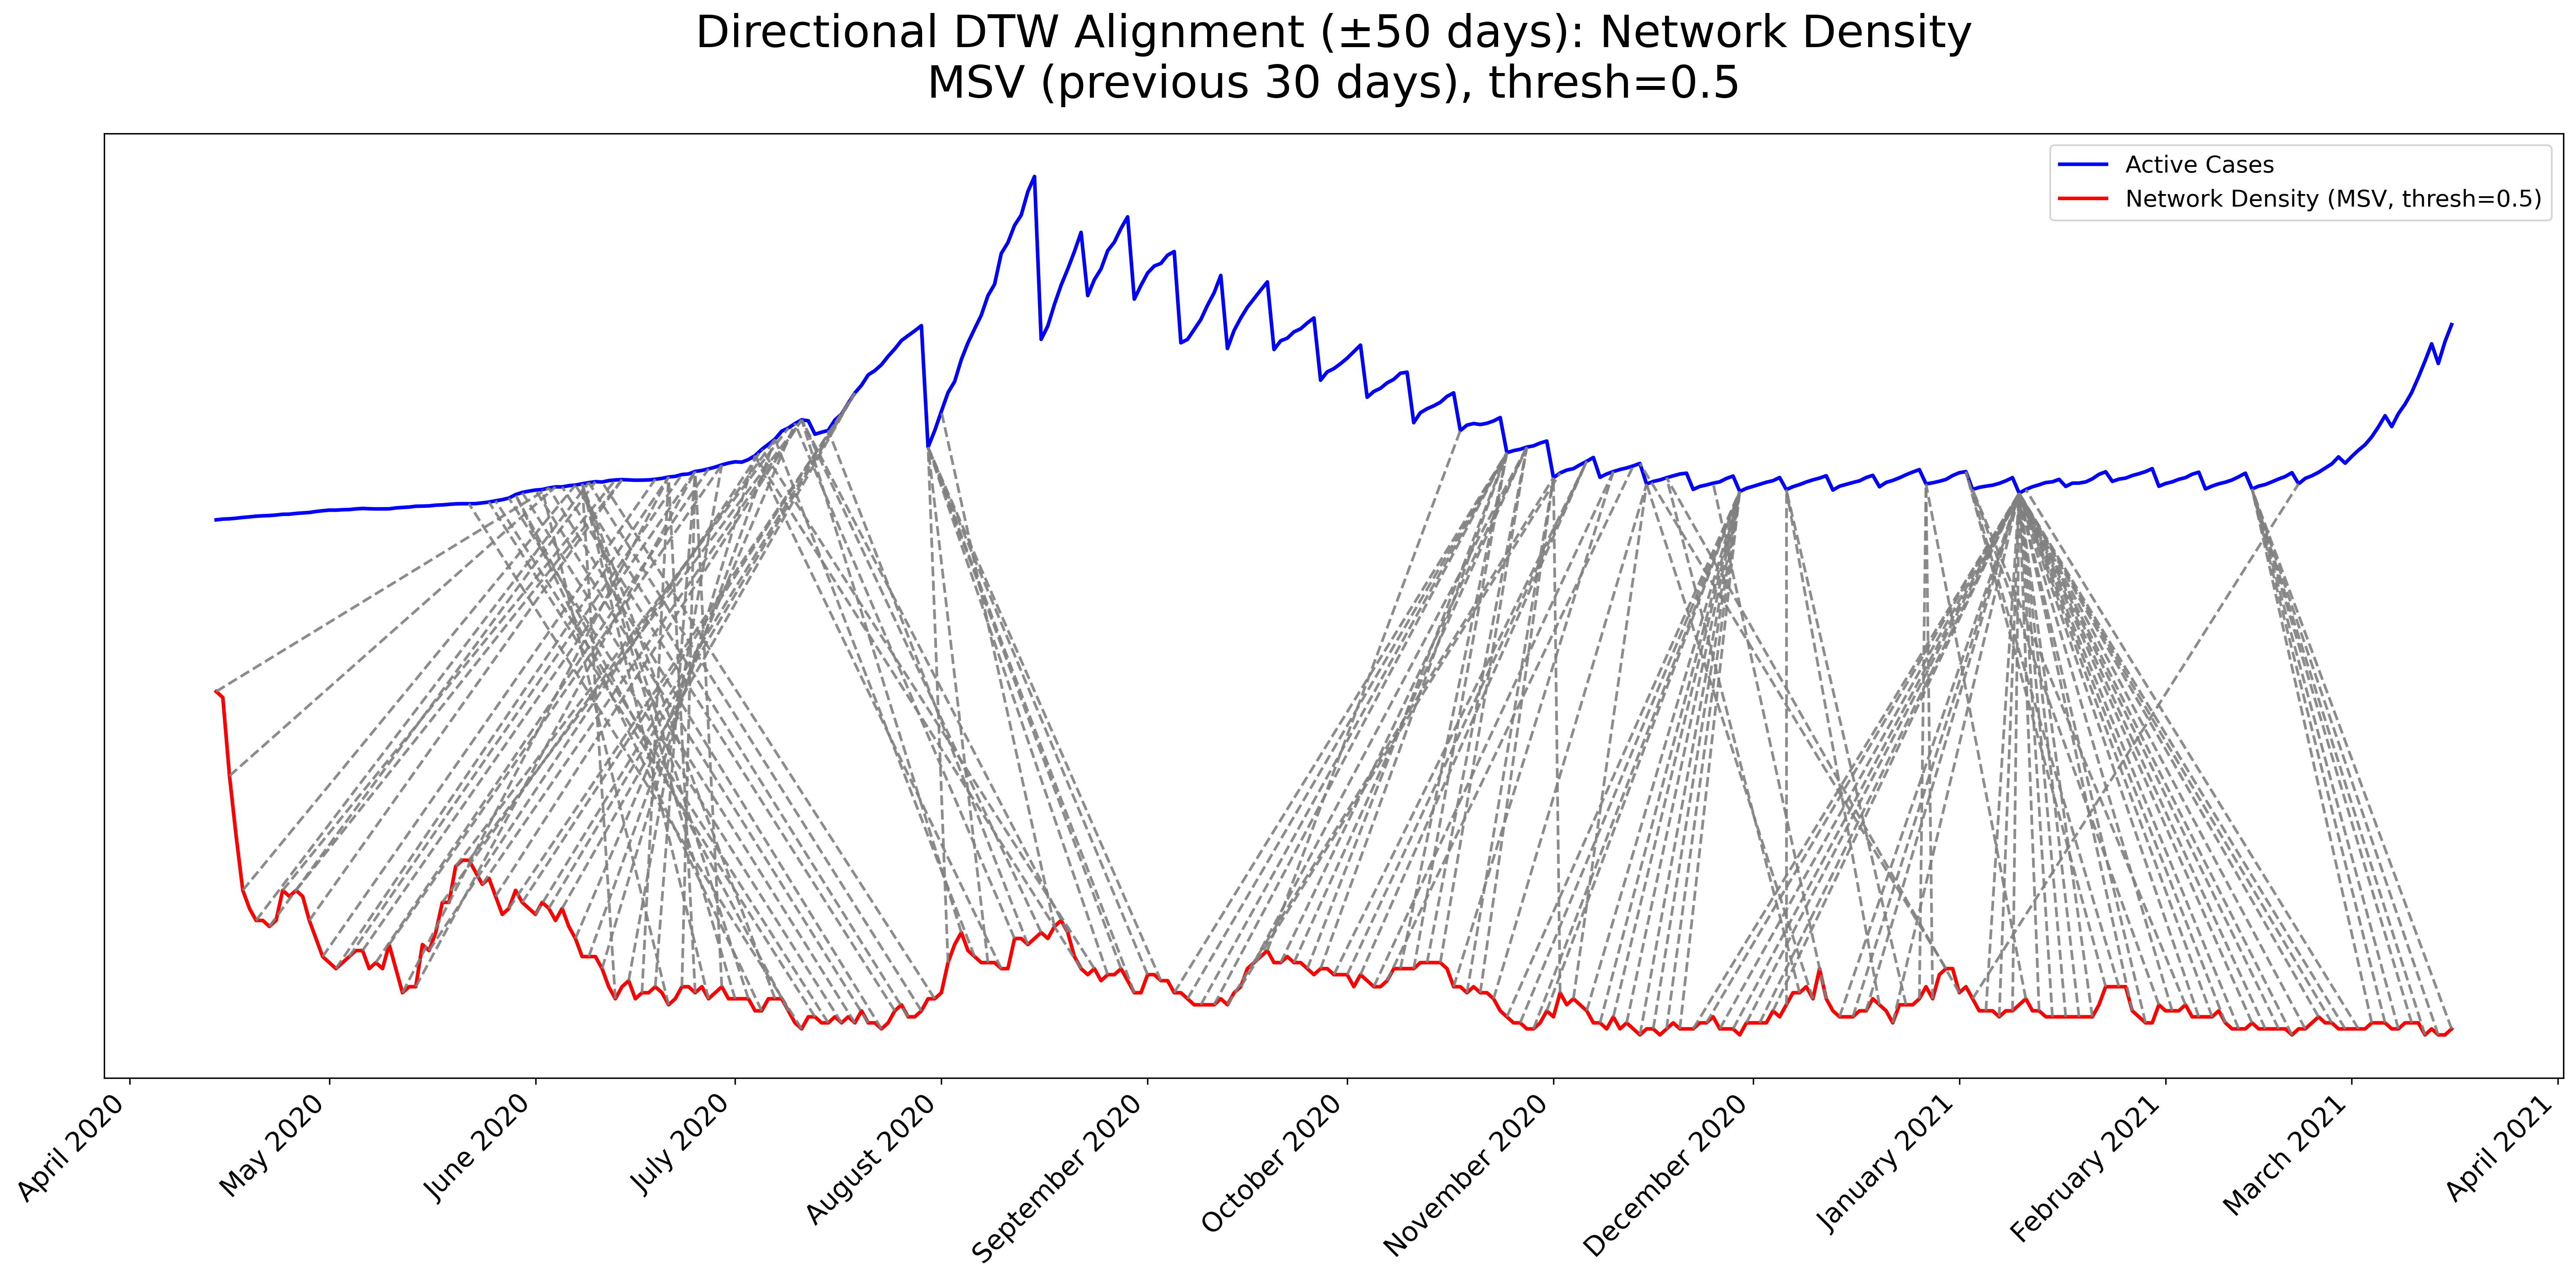 Directional DTW Alignment (±50 days): Network Density
MSV (previous 30 days), thresh=0.5
Active Cases
Network Density (MSV, thresh=0.5)
April 2020
May 2020
June 2020
July 2020
August 2020
September 2020
October 2020
November 2020
December 2020
January 2021
February 2021
March 2021
April 2021